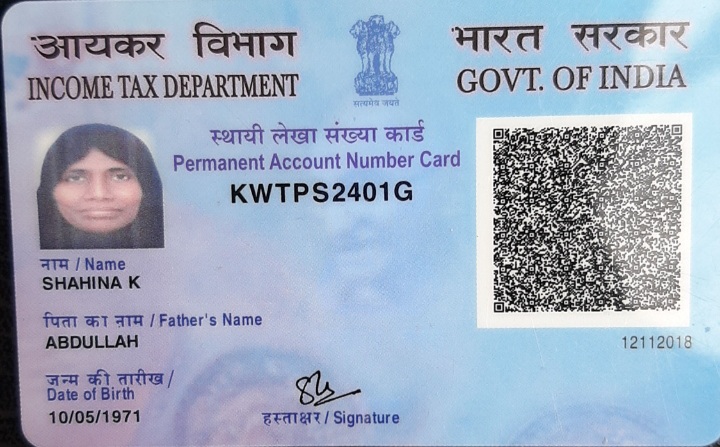 आयकर विभाग
INCOME TAX DEPARTMENT
सत्यमेव जयते
भारत सरकार
GOVT. OF INDIA
स्थायी लेखा संख्या कार्ड
Permanent Account Number Card
KWTPS2401G
नाम / Name
SHAHINA K
पिता का नाम / Father's Name
ABDULLAH
12112018
जन्म की तारीख /
Date of Birth
10/05/1971
हस्ताक्षर / Signature